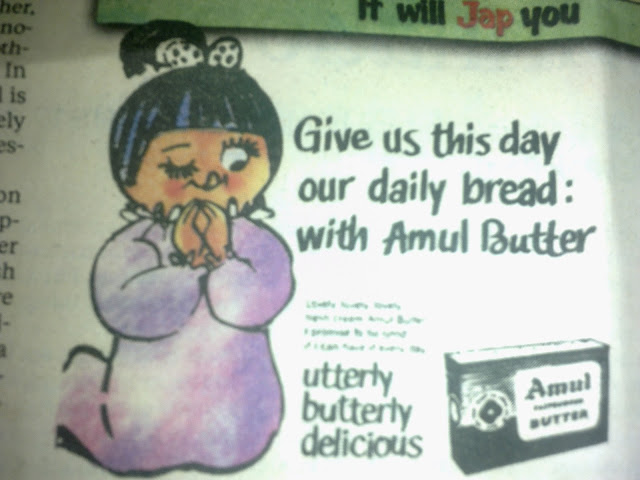 It will Jap you
her,
no-
oth-
In
l is
ely
es-
on
p-
er
sh
re
l-
a
Give us this day
our daily bread:
with Amul Butter
Lovely, lovely, lovely
fresh cream Amul Butter
I promise to be good
if I can have it every day
utterly
butterly
delicious
Amul
PASTEURISED
BUTTER